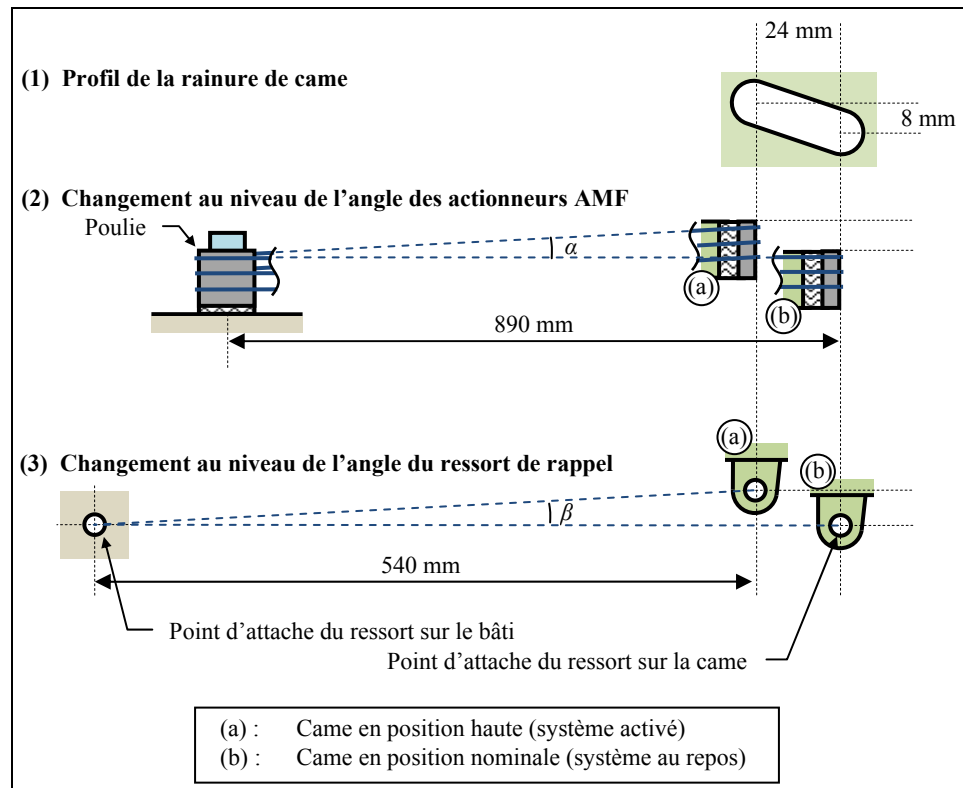 24 mm
(1) Profil de la rainure de came
8 mm
(2) Changement au niveau de l’angle des actionneurs AMF
Poulie
α
(a)
(b)
890 mm
(a)
(3) Changement au niveau de l’angle du ressort de rappel
(b)
β
540 mm
Point d’attache du ressort sur le bâti
Point d’attache du ressort sur la came
(a) : Came en position haute (système activé)
(b) : Came en position nominale (système au repos)